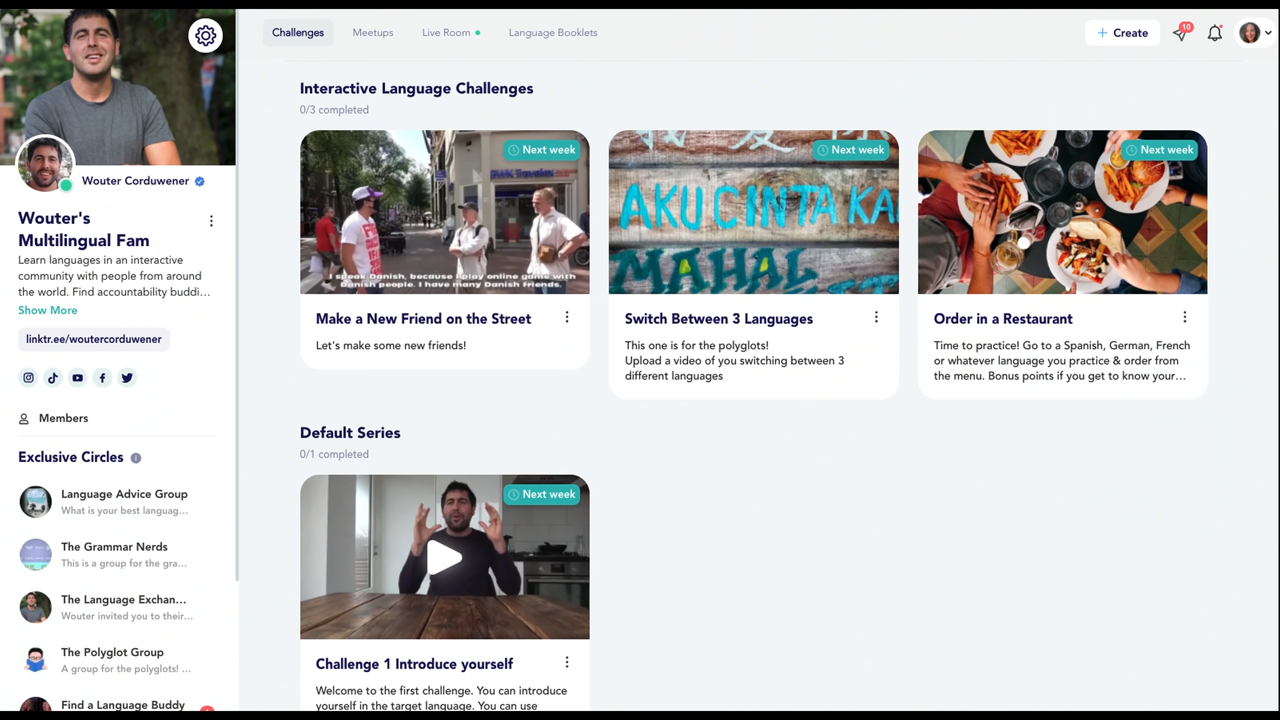 Challenges
Meetups
Live Room
Language Booklets
+ Create
10
Wouter Corduwener
Wouter's
Multilingual Fam
Learn languages in an interactive
community with people from around
the world. Find accountability buddi...
Show More
linktr.ee/woutercorduwener
Members
Exclusive Circles
Language Advice Group
What is your best languag...
The Grammar Nerds
This is a group for the gra...
The Language Exchan...
Wouter invited you to their...
The Polyglot Group
A group for the polyglots! ...
Find a Language Buddy
Interactive Language Challenges
0/3 completed
Next week
I speak Danish, because I play online game with
Danish people. I have many Danish friends.
Make a New Friend on the Street
Let's make some new friends!
Next week
AKU CINTA KA
MAHAL
Switch Between 3 Languages
This one is for the polyglots!
Upload a video of you switching between 3
different languages
Next week
Order in a Restaurant
Time to practice! Go to a Spanish, German, French
or whatever language you practice & order from
the menu. Bonus points if you get to know your...
Default Series
0/1 completed
Next week
Challenge 1 Introduce yourself
Welcome to the first challenge. You can introduce
yourself in the target language. You can use